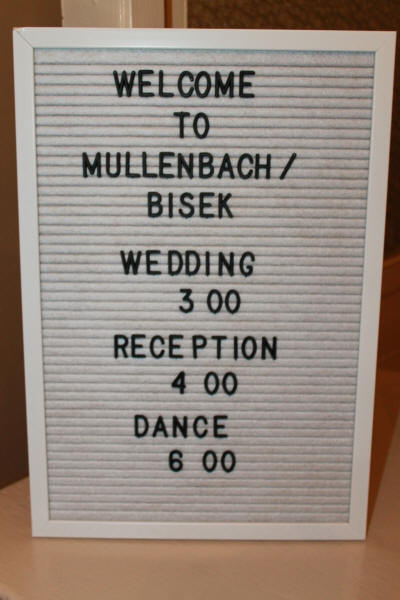 WELCOME
TO
MULLENBACH/
BISEK
WEDDING
3 00
RECEPTION
4 00
DANCE
6 00